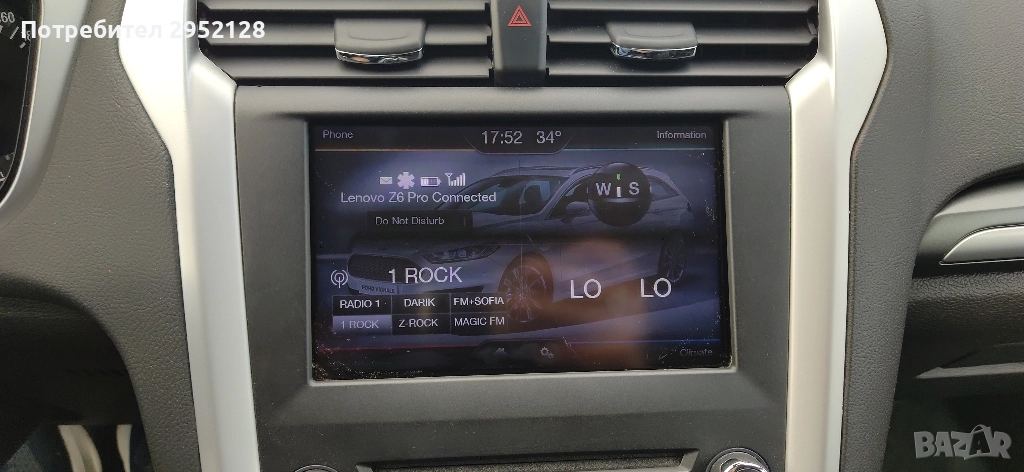 Потребител 2952128
360
Phone
17:52 34°
Information
Lenovo Z6 Pro Connected
Do Not Disturb
W S
1 ROCK
RADIO 1 DARIK FM+SOFIA
1 ROCK Z-ROCK MAGIC FM
LO LO
Climate
BAZAR